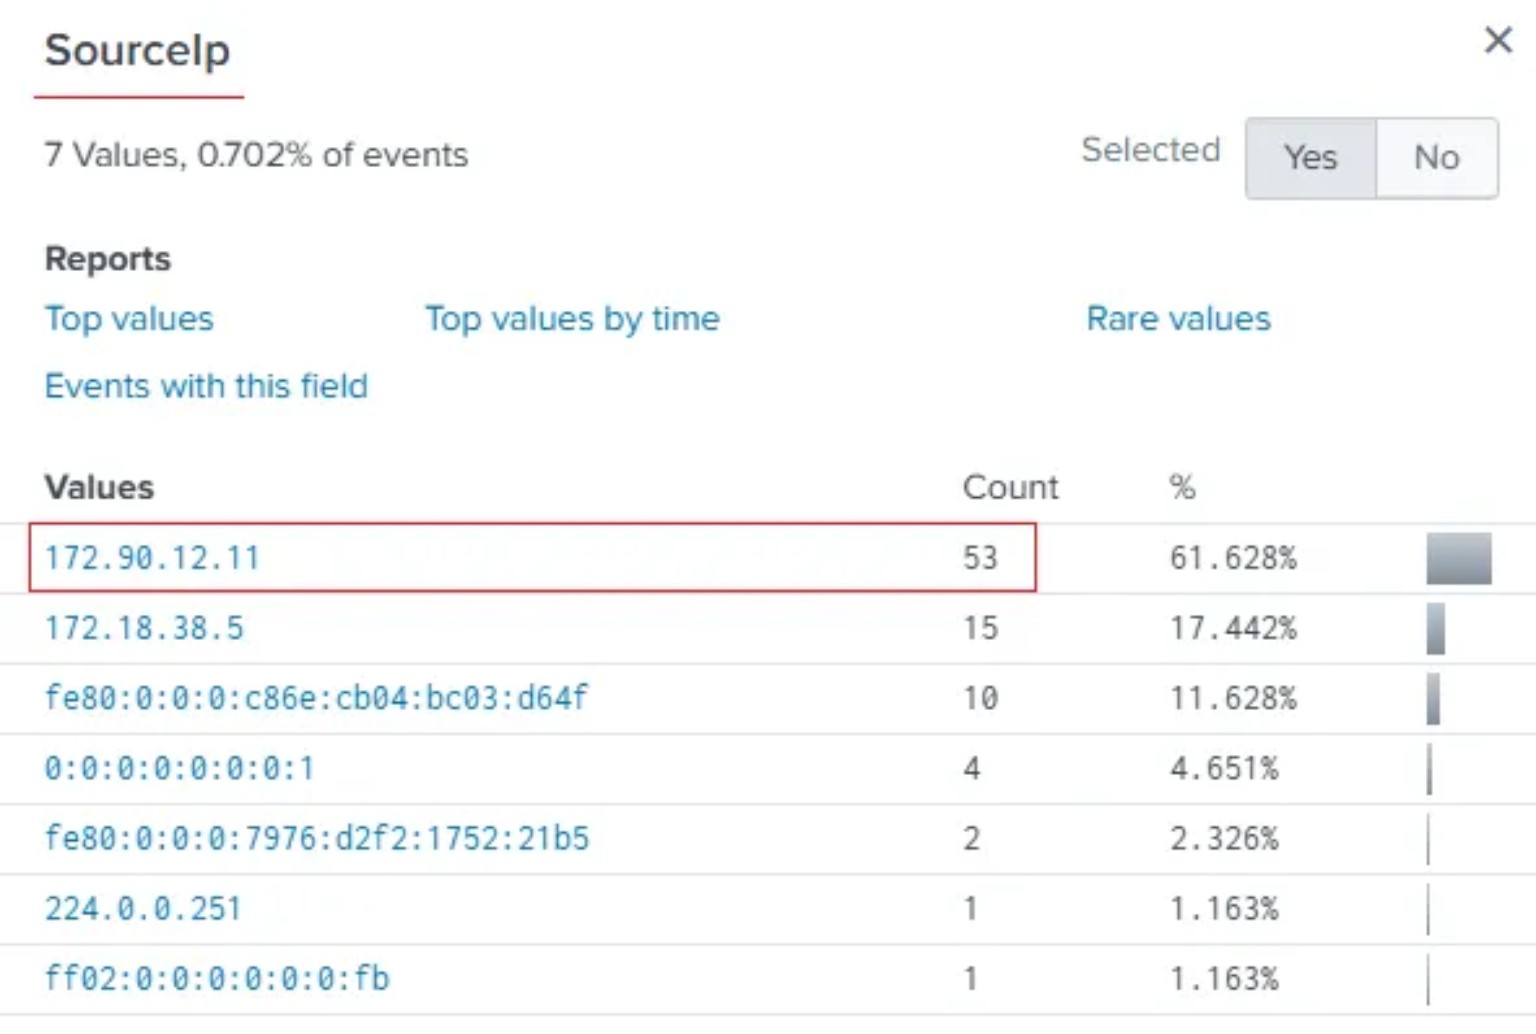 SourceIp
7 Values, 0.702% of events
Selected Yes No
Reports
Top values Top values by time Rare values
Events with this field
Values Count %
172.90.12.11 53 61.628%
172.18.38.5 15 17.442%
fe80:0:0:0:c86e:cb04:bc03:d64f 10 11.628%
0:0:0:0:0:0:0:1 4 4.651%
fe80:0:0:0:7976:d2f2:1752:21b5 2 2.326%
224.0.0.251 1 1.163%
ff02:0:0:0:0:0:0:fb 1 1.163%